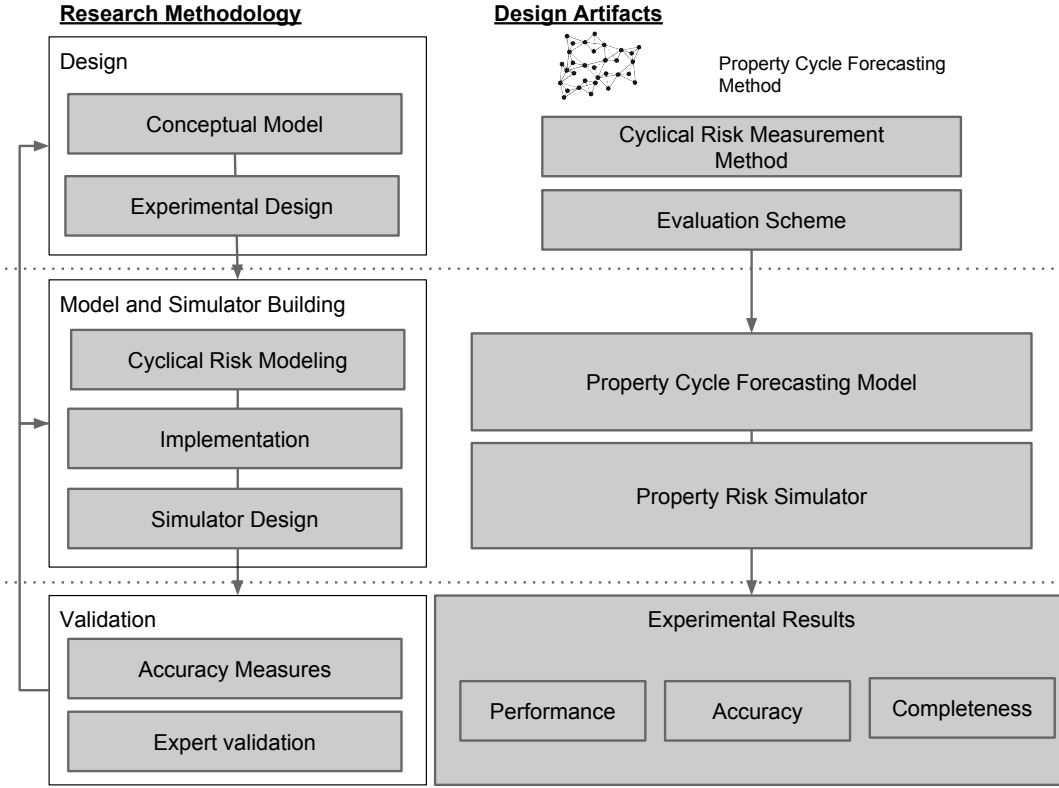 Research Methodology
Design Artifacts
Design
Conceptual Model
Experimental Design
Property Cycle Forecasting
Method
Cyclical Risk Measurement
Method
Evaluation Scheme
Model and Simulator Building
Cyclical Risk Modeling
Implementation
Simulator Design
Property Cycle Forecasting Model
Property Risk Simulator
Validation
Accuracy Measures
Expert validation
Experimental Results
Performance
Accuracy
Completeness